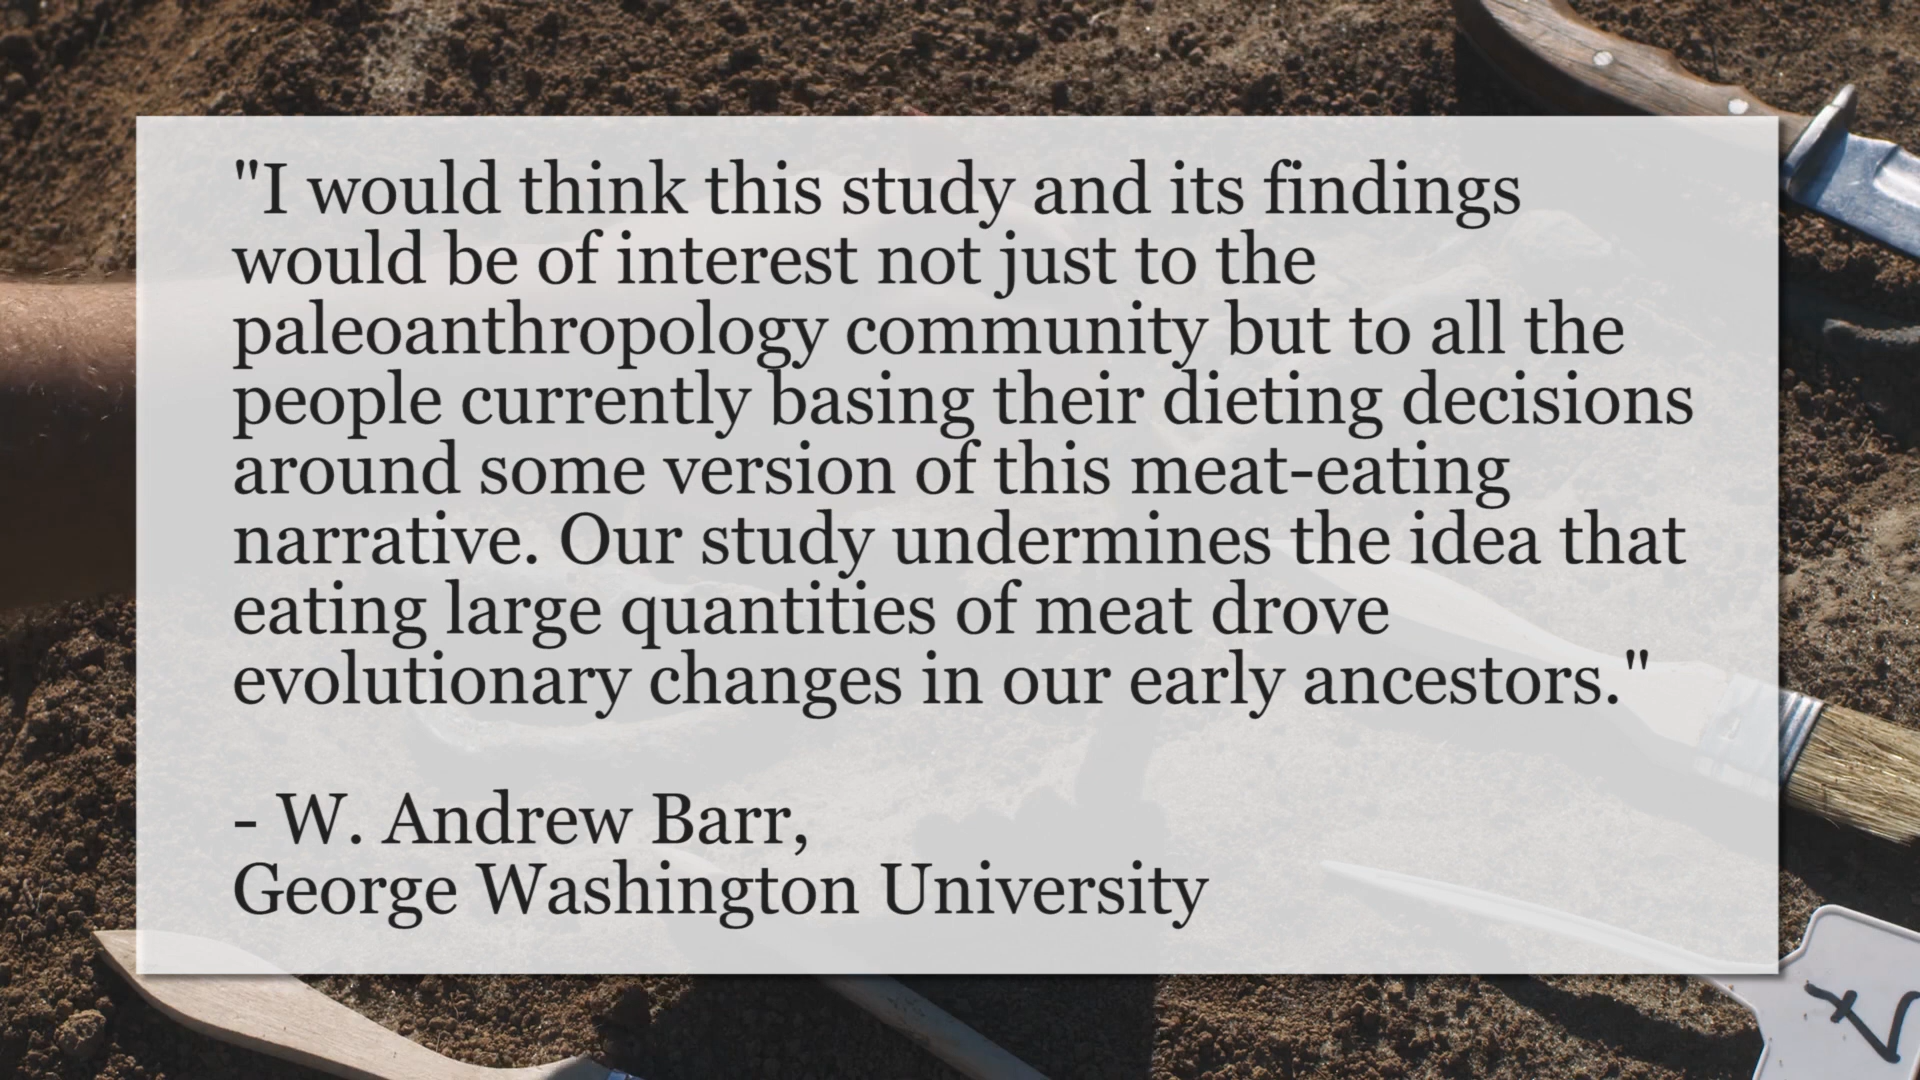 "I would think this study and its findings
would be of interest not just to the
paleoanthropology community but to all the
people currently basing their dieting decisions
around some version of this meat-eating
narrative. Our study undermines the idea that
eating large quantities of meat drove
evolutionary changes in our early ancestors."
- W. Andrew Barr,
George Washington University